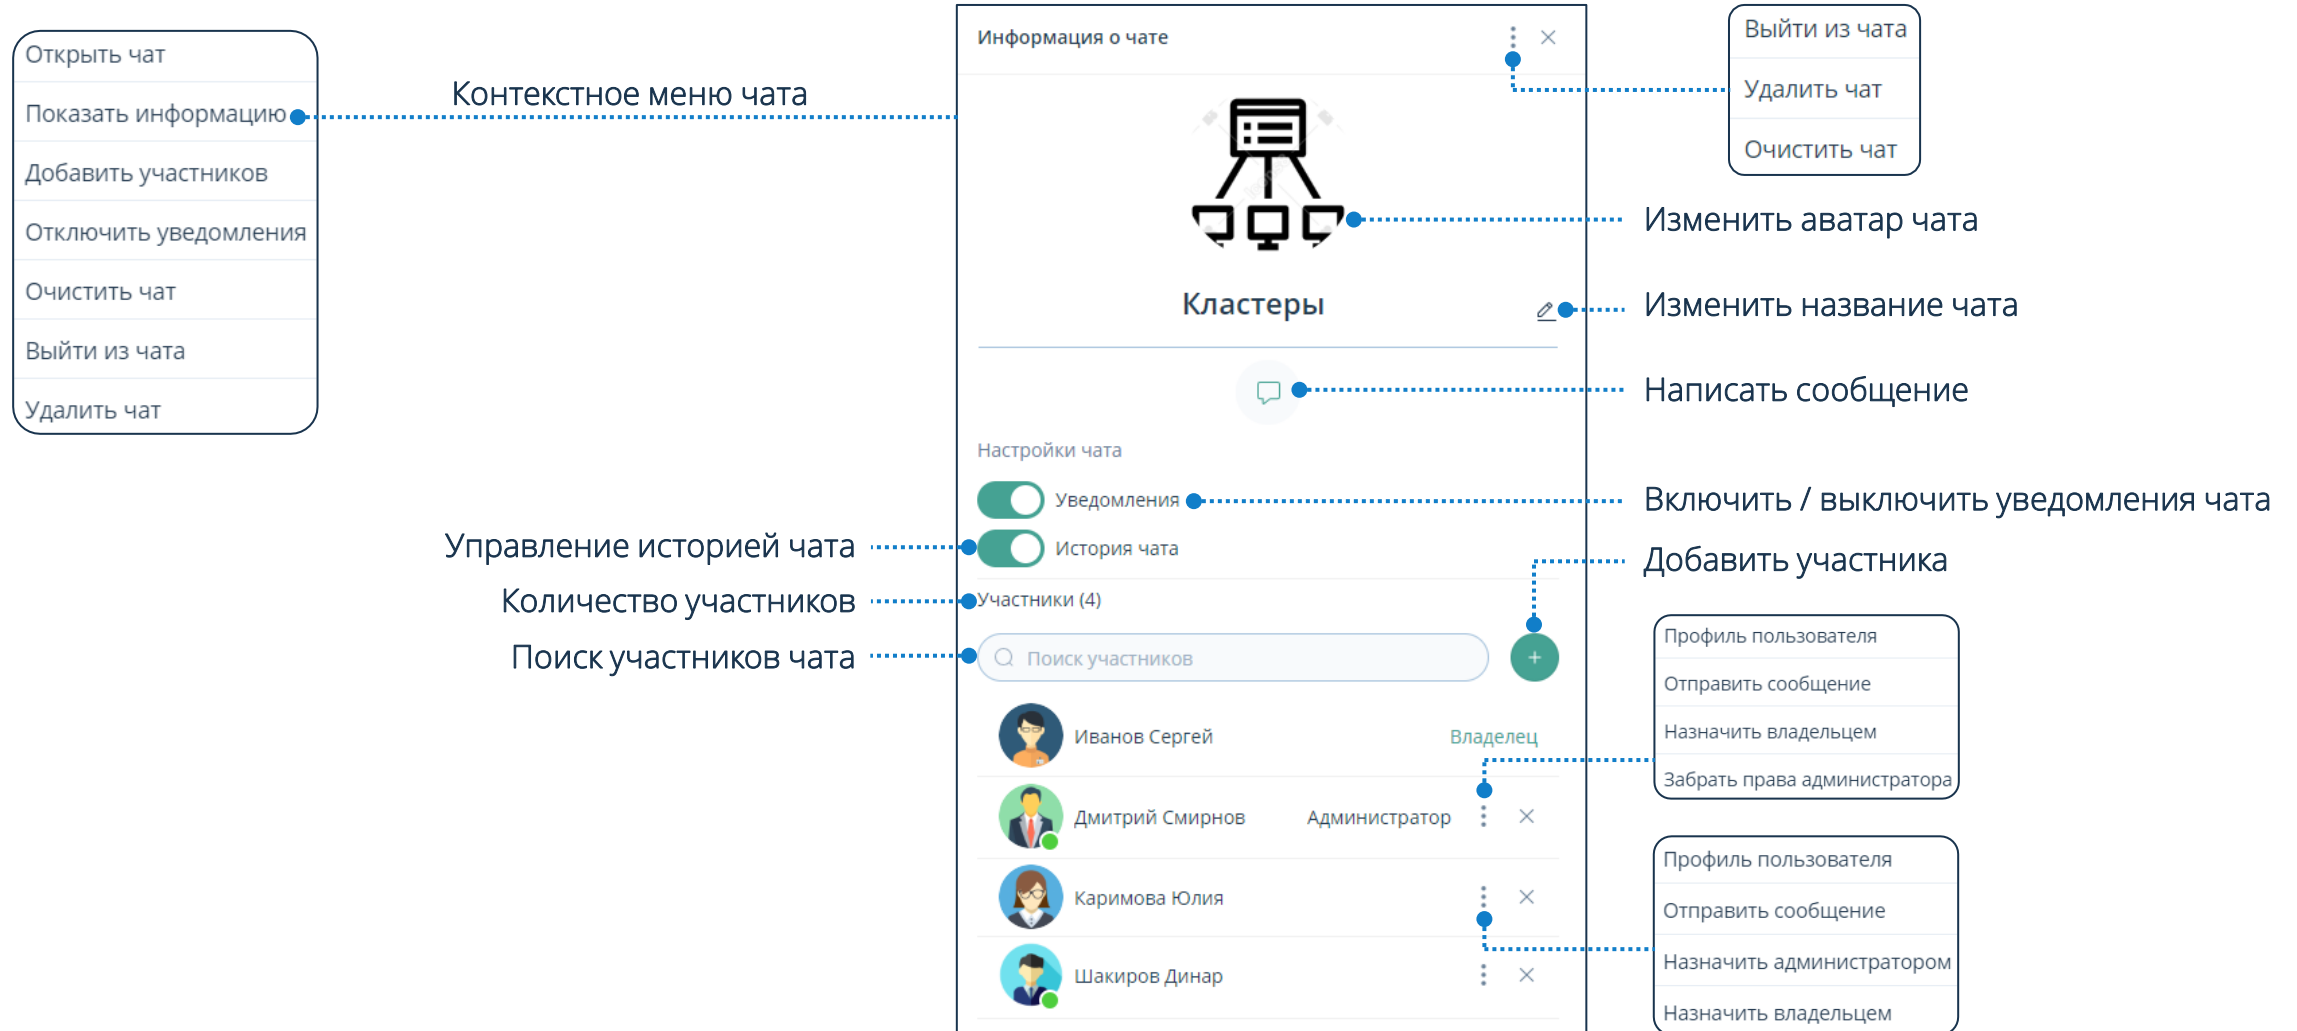 Открыть чат
Показать информацию
Добавить участников
Отключить уведомления
Очистить чат
Выйти из чата
Удалить чат
Контекстное меню чата
Управление историей чата
Количество участников
Поиск участников чата
Информация о чате
Кластеры
Настройки чата
Уведомления
История чата
Участники (4)
Поиск участников
Иванов Сергей Владелец
Дмитрий Смирнов Администратор
Каримова Юлия
Шакиров Динар
Выйти из чата
Удалить чат
Очистить чат
Изменить аватар чата
Изменить название чата
Написать сообщение
Включить / выключить уведомления чата
Добавить участника
Профиль пользователя
Отправить сообщение
Назначить владельцем
Забрать права администратора
Профиль пользователя
Отправить сообщение
Назначить администратором
Назначить владельцем